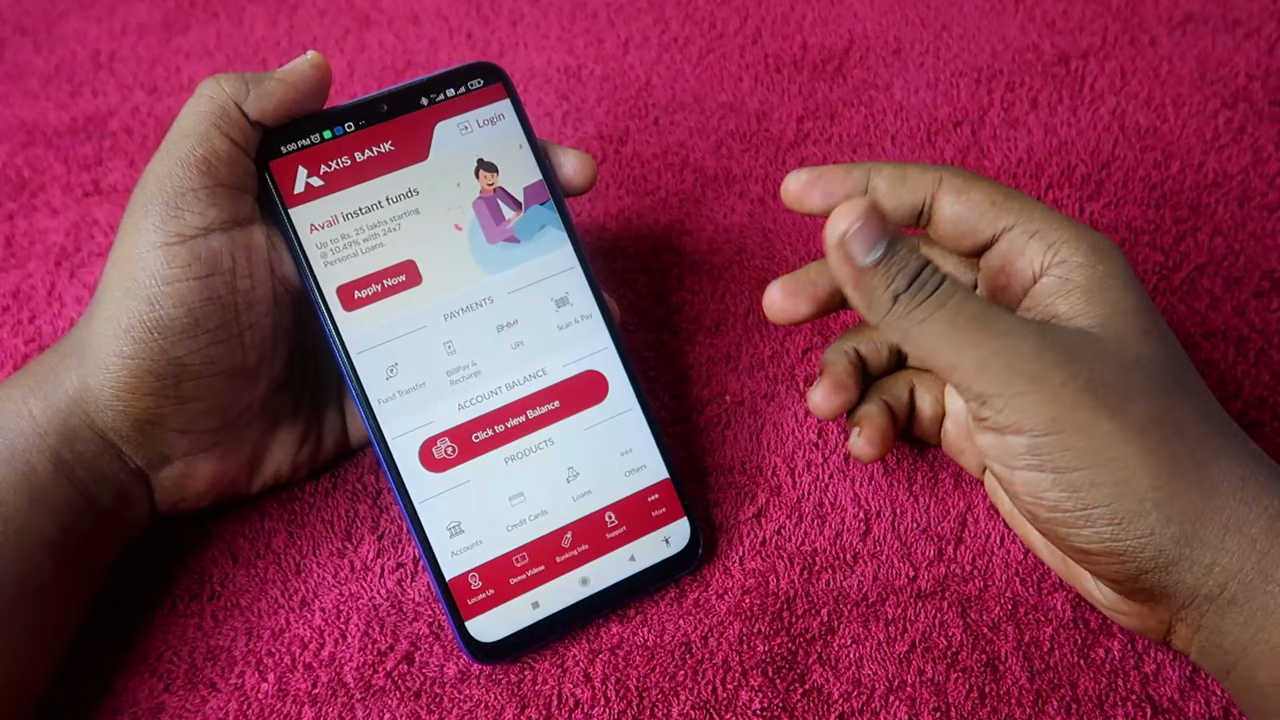 5:00 PM
AXIS BANK
Login
Avail instant funds
Up to Rs. 25 lakhs starting
@ 10.49% with 24x7
Personal Loans.
Apply Now
PAYMENTS
Fund Transfer
BillPay &
Recharge
UPI
Scan & Pay
ACCOUNT BALANCE
Click to view Balance
PRODUCTS
Accounts
Credit Cards
Loans
Others
Locate Us
Demo Videos
Banking Info
Support
More